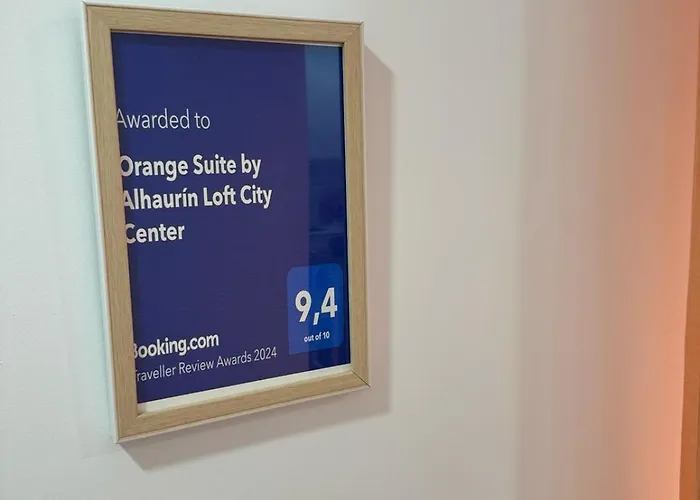 Awarded to
Orange Suite by
Alhaurín Loft City
Center
9,4
out of 10
Booking.com
Traveller Review Awards 2024